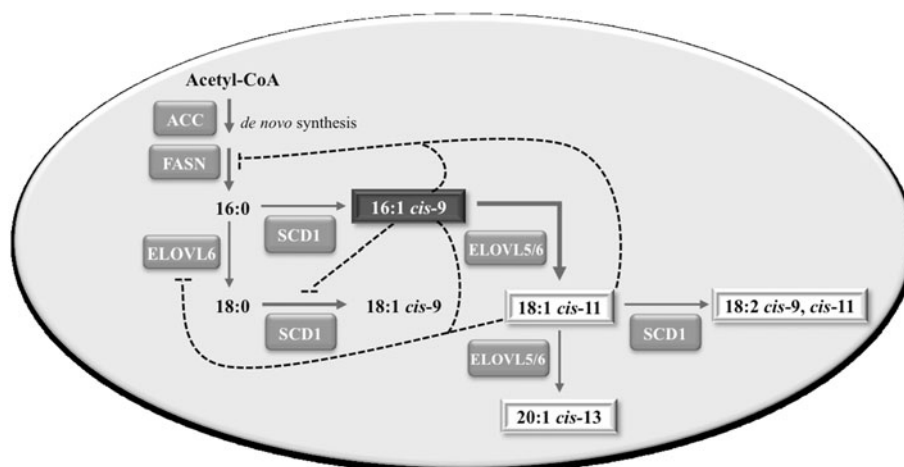 Acetyl-CoA
ACC
de novo synthesis
FASN
16:0
16:1 cis-9
SCD1
ELOVL5/6
ELOVL6
18:0
18:1 cis-9
18:1 cis-11
18:2 cis-9, cis-11
SCD1
SCD1
ELOVL5/6
20:1 cis-13